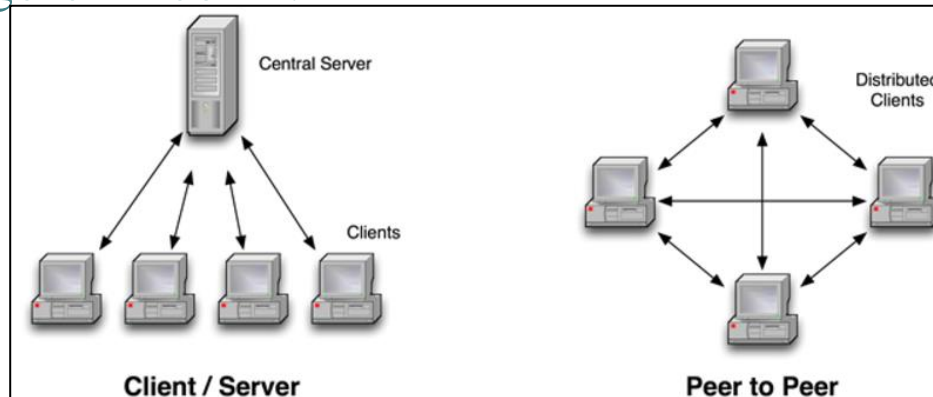 Central Server
Clients
Client / Server
Distributed
Clients
Peer to Peer